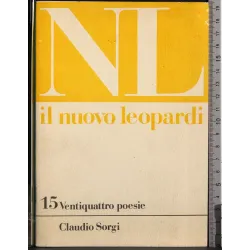 NL
il nuovo leopardi
15 Ventiquattro poesie
Claudio Sorgi